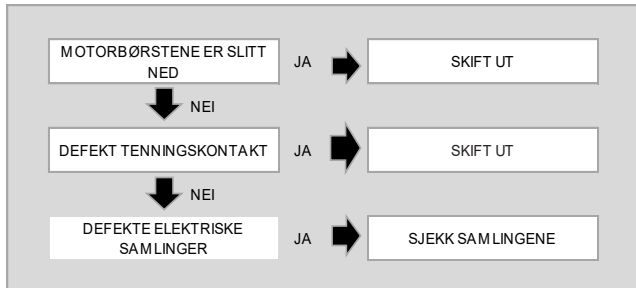 MOTORBØRSTENE ER SLITT
NED
JA
SKIFT UT
NEI
DEFEKT TENNINGSKONTAKT
JA
SKIFT UT
NEI
DEFEKTE ELEKTRISKE
SAMLINGER
JA
SJEKK SAMLINGENE